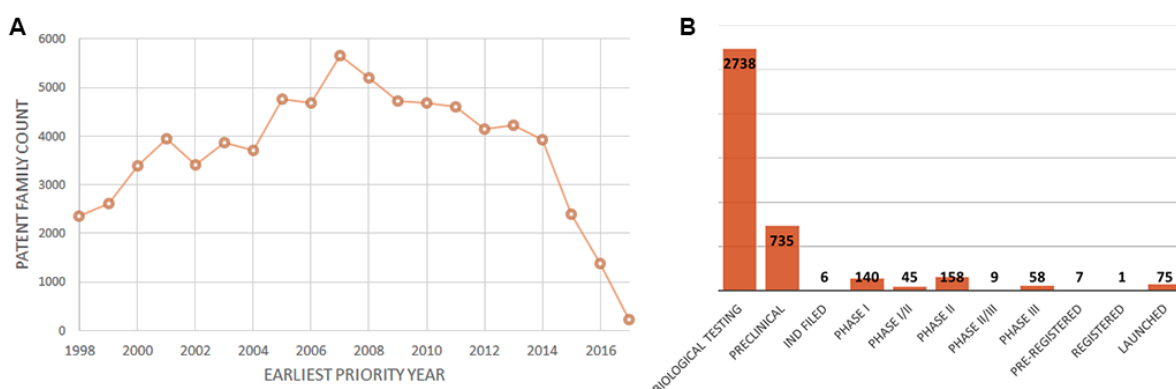 A
PATENT FAMILY COUNT
6000
5000
4000
3000
2000
1000
0
1998
2000
2002
2004
2006
2008
2010
2012
2014
2016
EARLIEST PRIORITY YEAR
B
2738
735
6
140
45
158
9
58
7
1
75
BIOLOGICAL TESTING
PRECLINICAL
IND FILED
PHASE I
PHASE I/II
PHASE II
PHASE II/III
PHASE III
PRE-REGISTERED
REGISTERED
LAUNCHED